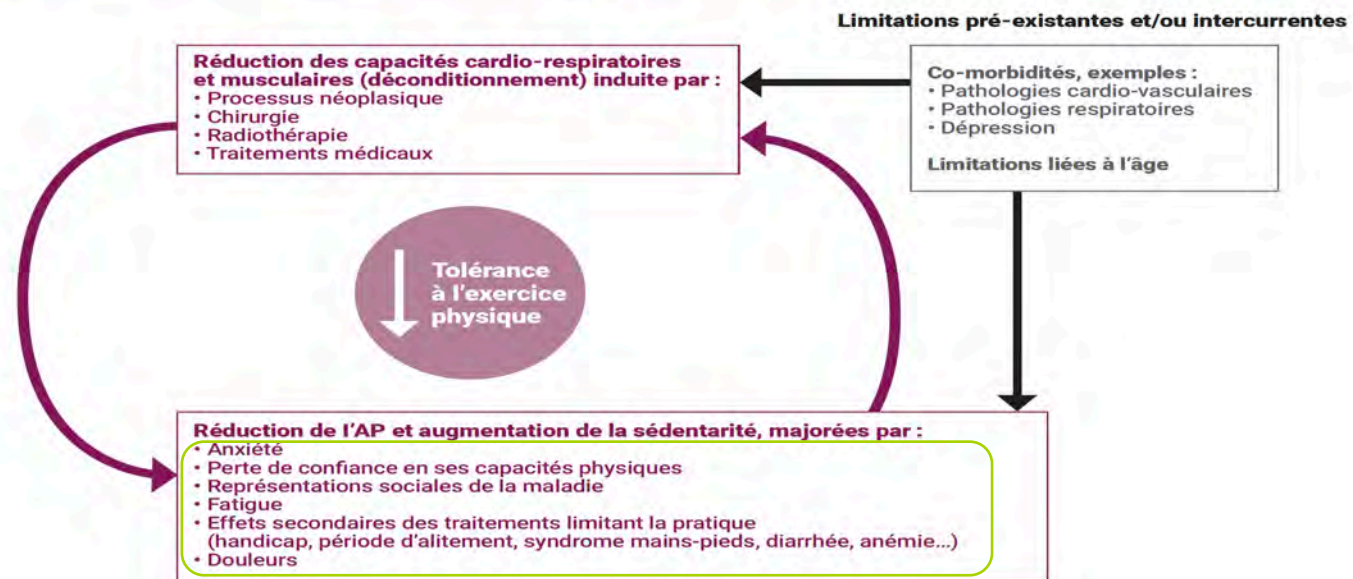 Limitations pré-existantes et/ou intercurrentes
Réduction des capacités cardio-respiratoires
et musculaires (déconditionnement) induite par :
• Processus néoplasique
• Chirurgie
• Radiothérapie
• Traitements médicaux
Co-morbidités, exemples :
• Pathologies cardio-vasculaires
• Pathologies respiratoires
• Dépression
Limitations liées à l'âge
Tolérance
à l'exercice
physique
Réduction de l'AP et augmentation de la sédentarité, majorées par :
• Anxiété
• Perte de confiance en ses capacités physiques
• Représentations sociales de la maladie
• Fatigue
• Effets secondaires des traitements limitant la pratique
(handicap, période d'alitement, syndrome mains-pieds, diarrhée, anémie...)
• Douleurs